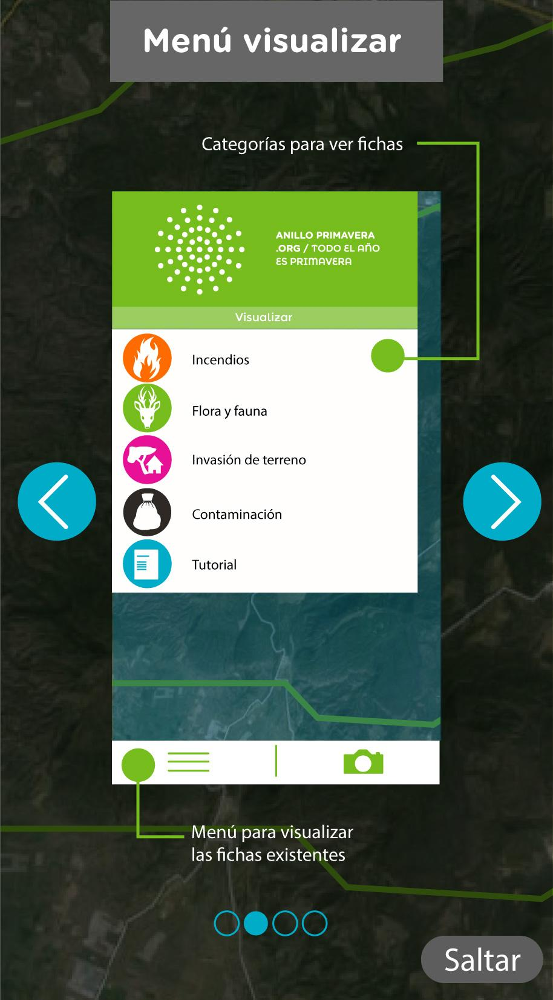 Menú visualizar
Categorías para ver fichas
ANILLO PRIMAVERA
.ORG / TODO EL AÑO
ES PRIMAVERA
Visualizar
Incendios
Flora y fauna
Invasión de terreno
Contaminación
Tutorial
Menú para visualizar
las fichas existentes
Saltar